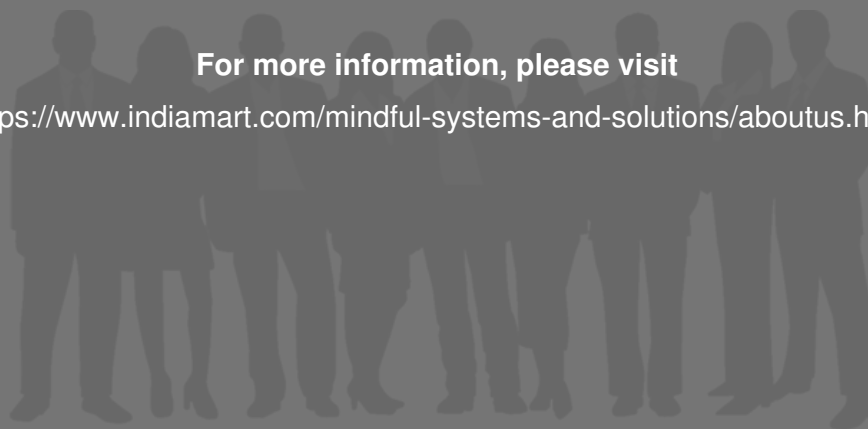 For more information, please visit
ps://www.indiamart.com/mindful-systems-and-solutions/aboutus.h